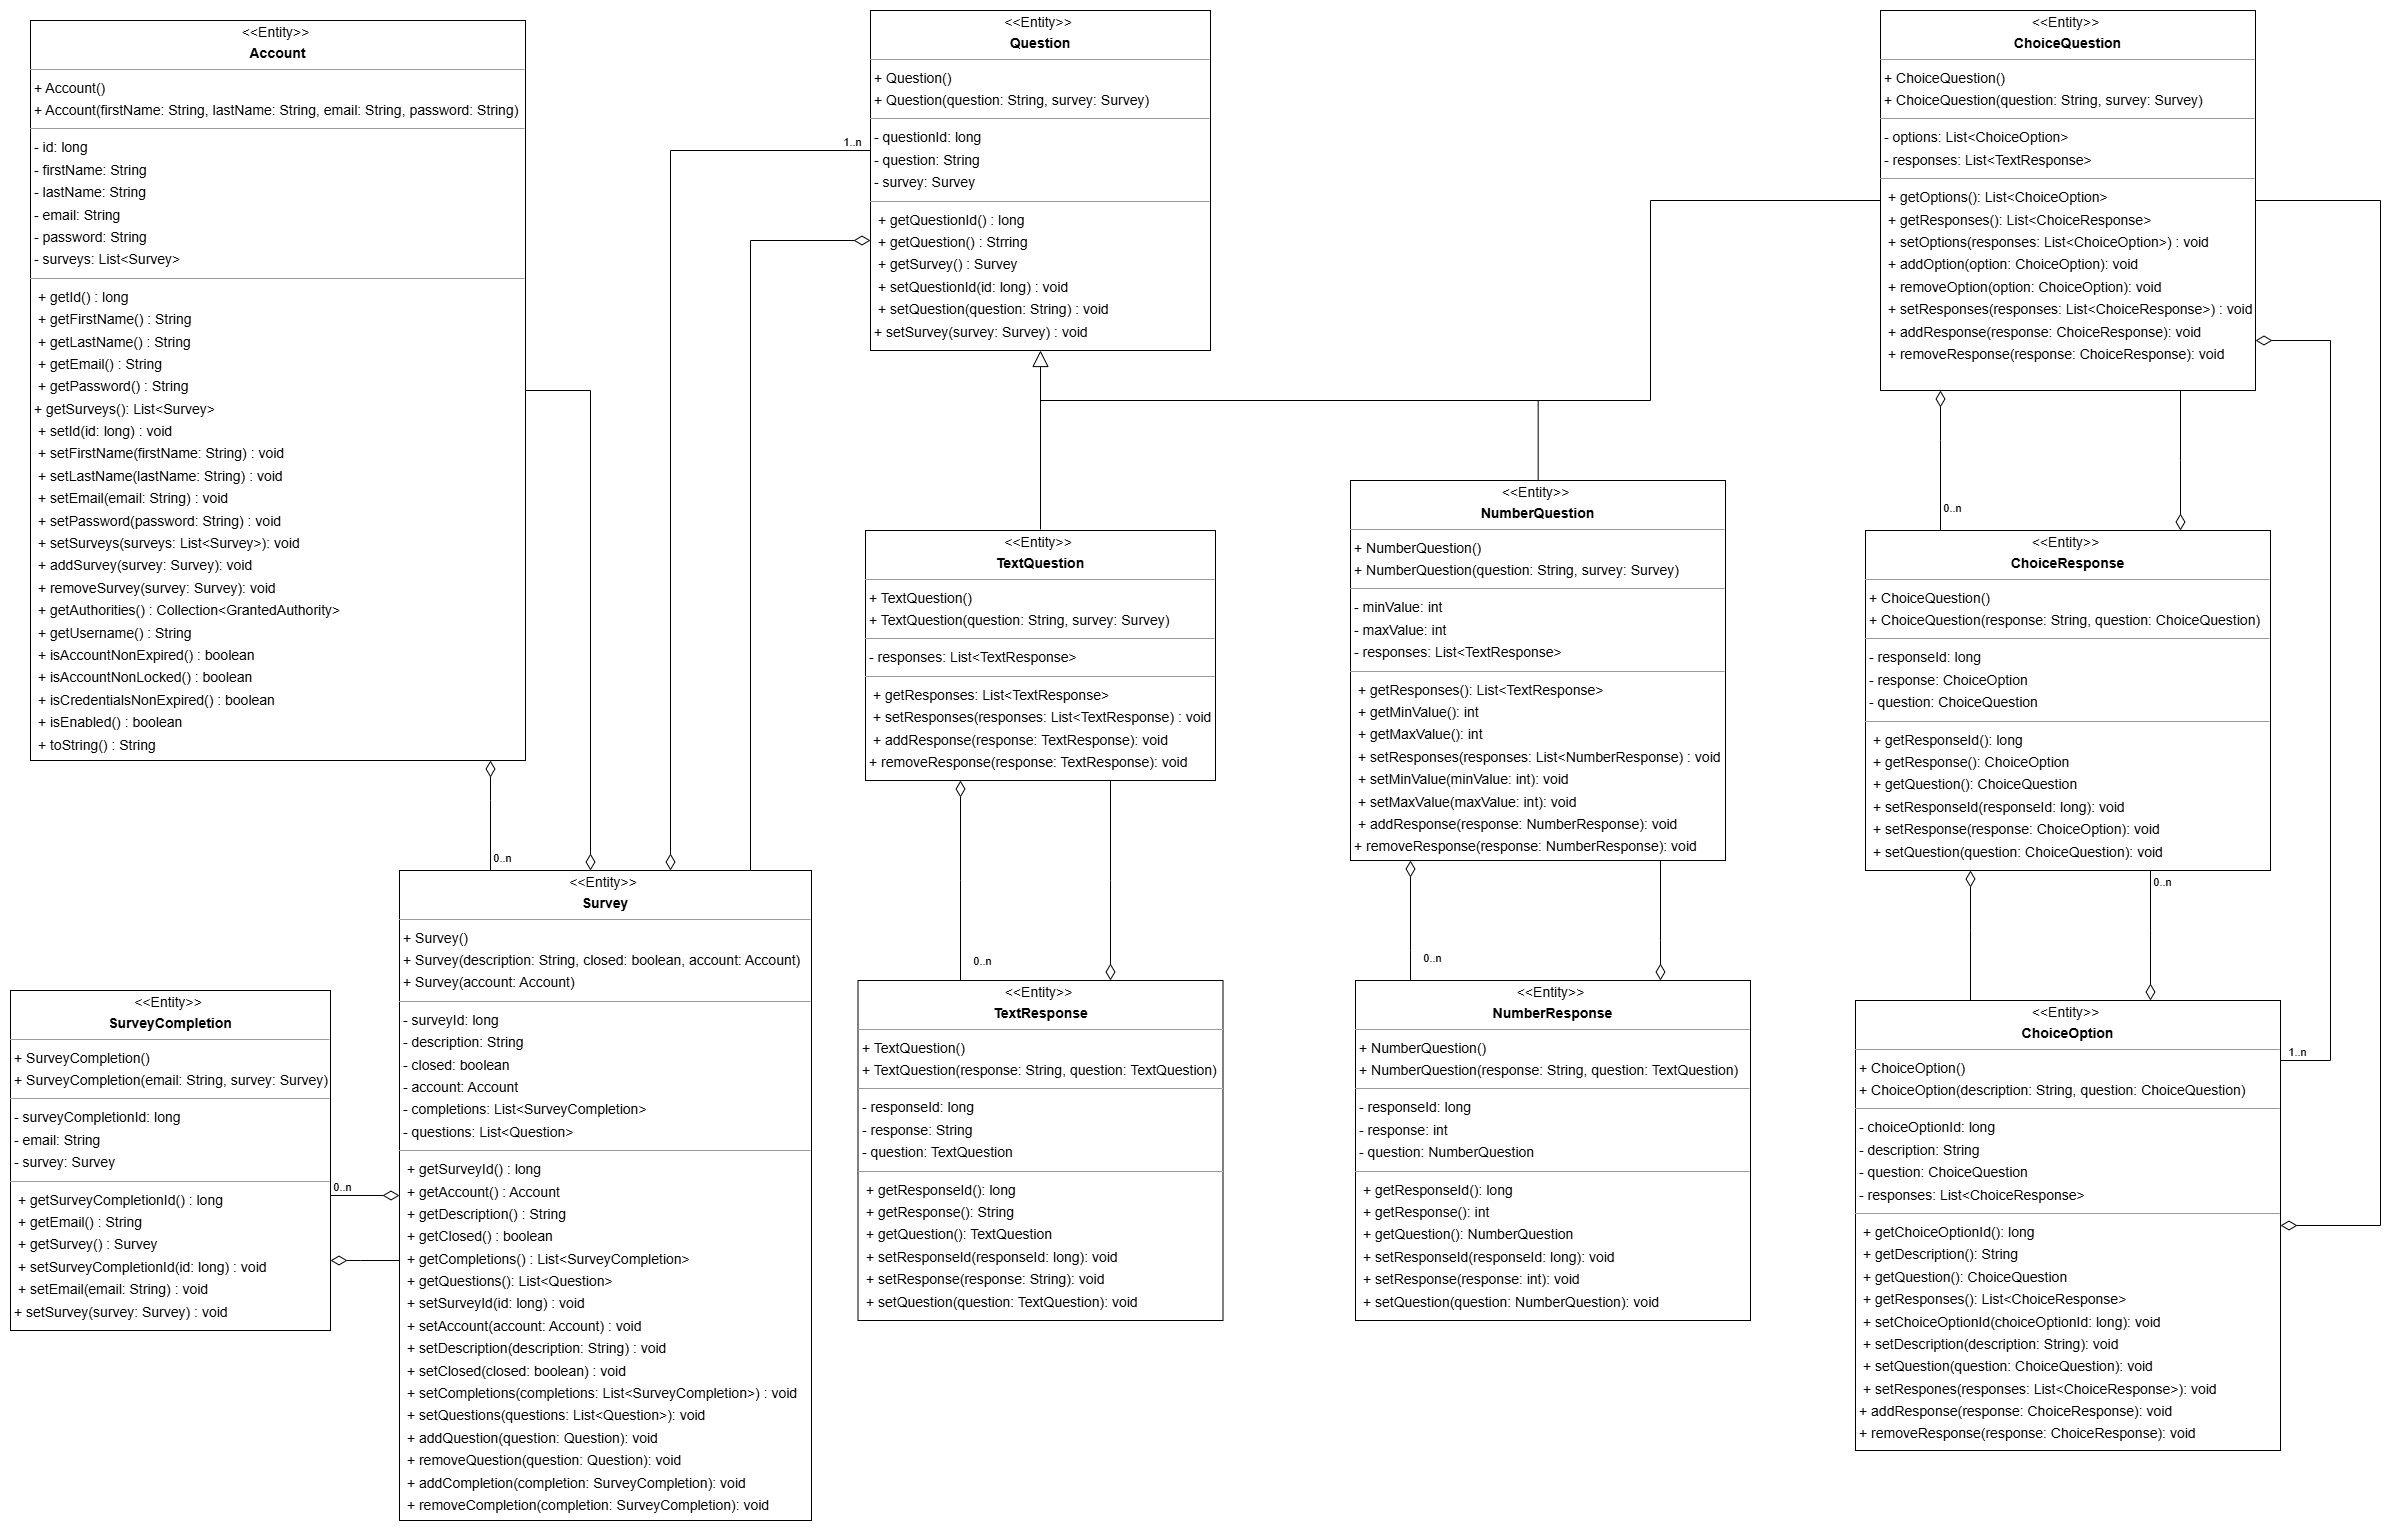 <<Entity>>
Account
+ Account()
+ Account(firstName: String, lastName: String, email: String, password: String)
- id: long
- firstName: String
- lastName: String
- email: String
- password: String
- surveys: List<Survey>
+ getId() : long
+ getFirstName() : String
+ getLastName() : String
+ getEmail() : String
+ getPassword() : String
+ getSurveys(): List<Survey>
+ setId(id: long) : void
+ setFirstName(firstName: String) : void
+ setLastName(lastName: String) : void
+ setEmail(email: String) : void
+ setPassword(password: String) : void
+ setSurveys(surveys: List<Survey>): void
+ addSurvey(survey: Survey): void
+ removeSurvey(survey: Survey): void
+ getAuthorities() : Collection<GrantedAuthority>
+ getUsername() : String
+ isAccountNonExpired() : boolean
+ isAccountNonLocked() : boolean
+ isCredentialsNonExpired() : boolean
+ isEnabled() : boolean
+ toString() : String
0..n
1..n
<<Entity>>
Question
+ Question()
+ Question(question: String, survey: Survey)
- questionId: long
- question: String
- survey: Survey
+ getQuestionId() : long
+ getQuestion() : Strring
+ getSurvey() : Survey
+ setQuestionId(id: long) : void
+ setQuestion(question: String) : void
+ setSurvey(survey: Survey) : void
<<Entity>>
ChoiceQuestion
+ ChoiceQuestion()
+ ChoiceQuestion(question: String, survey: Survey)
- options: List<ChoiceOption>
- responses: List<TextResponse>
+ getOptions(): List<ChoiceOption>
+ getResponses(): List<ChoiceResponse>
+ setOptions(responses: List<ChoiceOption>) : void
+ addOption(option: ChoiceOption): void
+ removeOption(option: ChoiceOption): void
+ setResponses(responses: List<ChoiceResponse>) : void
+ addResponse(response: ChoiceResponse): void
+ removeResponse(response: ChoiceResponse): void
0..n
<<Entity>>
TextQuestion
+ TextQuestion()
+ TextQuestion(question: String, survey: Survey)
- responses: List<TextResponse>
+ getResponses: List<TextResponse>
+ setResponses(responses: List<TextResponse) : void
+ addResponse(response: TextResponse): void
+ removeResponse(response: TextResponse): void
0..n
<<Entity>>
NumberQuestion
+ NumberQuestion()
+ NumberQuestion(question: String, survey: Survey)
- minValue: int
- maxValue: int
- responses: List<TextResponse>
+ getResponses(): List<TextResponse>
+ getMinValue(): int
+ getMaxValue(): int
+ setResponses(responses: List<NumberResponse) : void
+ setMinValue(minValue: int): void
+ setMaxValue(maxValue: int): void
+ addResponse(response: NumberResponse): void
+ removeResponse(response: NumberResponse): void
0..n
<<Entity>>
ChoiceResponse
+ ChoiceQuestion()
+ ChoiceQuestion(response: String, question: ChoiceQuestion)
- responseId: long
- response: ChoiceOption
- question: ChoiceQuestion
+ getResponseId(): long
+ getResponse(): ChoiceOption
+ getQuestion(): ChoiceQuestion
+ setResponseId(responseId: long): void
+ setResponse(response: ChoiceOption): void
+ setQuestion(question: ChoiceQuestion): void
0..n
<<Entity>>
SurveyCompletion
+ SurveyCompletion()
+ SurveyCompletion(email: String, survey: Survey)
- surveyCompletionId: long
- email: String
- survey: Survey
+ getSurveyCompletionId() : long
+ getEmail() : String
+ getSurvey() : Survey
+ setSurveyCompletionId(id: long) : void
+ setEmail(email: String) : void
+ setSurvey(survey: Survey) : void
0..n
<<Entity>>
Survey
+ Survey()
+ Survey(description: String, closed: boolean, account: Account)
+ Survey(account: Account)
- surveyId: long
- description: String
- closed: boolean
- account: Account
- completions: List<SurveyCompletion>
- questions: List<Question>
+ getSurveyId() : long
+ getAccount() : Account
+ getDescription() : String
+ getClosed() : boolean
+ getCompletions() : List<SurveyCompletion>
+ getQuestions(): List<Question>
+ setSurveyId(id: long) : void
+ setAccount(account: Account) : void
+ setDescription(description: String) : void
+ setClosed(closed: boolean) : void
+ setCompletions(completions: List<SurveyCompletion>) : void
+ setQuestions(questions: List<Question>): void
+ addQuestion(question: Question): void
+ removeQuestion(question: Question): void
+ addCompletion(completion: SurveyCompletion): void
+ removeCompletion(completion: SurveyCompletion): void
<<Entity>>
TextResponse
+ TextQuestion()
+ TextQuestion(response: String, question: TextQuestion)
- responseId: long
- response: String
- question: TextQuestion
+ getResponseId(): long
+ getResponse(): String
+ getQuestion(): TextQuestion
+ setResponseId(responseId: long): void
+ setResponse(response: String): void
+ setQuestion(question: TextQuestion): void
<<Entity>>
NumberResponse
+ NumberQuestion()
+ NumberQuestion(response: String, question: TextQuestion)
- responseId: long
- response: int
- question: NumberQuestion
+ getResponseId(): long
+ getResponse(): int
+ getQuestion(): NumberQuestion
+ setResponseId(responseId: long): void
+ setResponse(response: int): void
+ setQuestion(question: NumberQuestion): void
<<Entity>>
ChoiceOption
+ ChoiceOption()
+ ChoiceOption(description: String, question: ChoiceQuestion)
- choiceOptionId: long
- description: String
- question: ChoiceQuestion
- responses: List<ChoiceResponse>
+ getChoiceOptionId(): long
+ getDescription(): String
+ getQuestion(): ChoiceQuestion
+ getResponses(): List<ChoiceResponse>
+ setChoiceOptionId(choiceOptionId: long): void
+ setDescription(description: String): void
+ setQuestion(question: ChoiceQuestion): void
+ setRespones(responses: List<ChoiceResponse>): void
+ addResponse(response: ChoiceResponse): void
+ removeResponse(response: ChoiceResponse): void
1..n